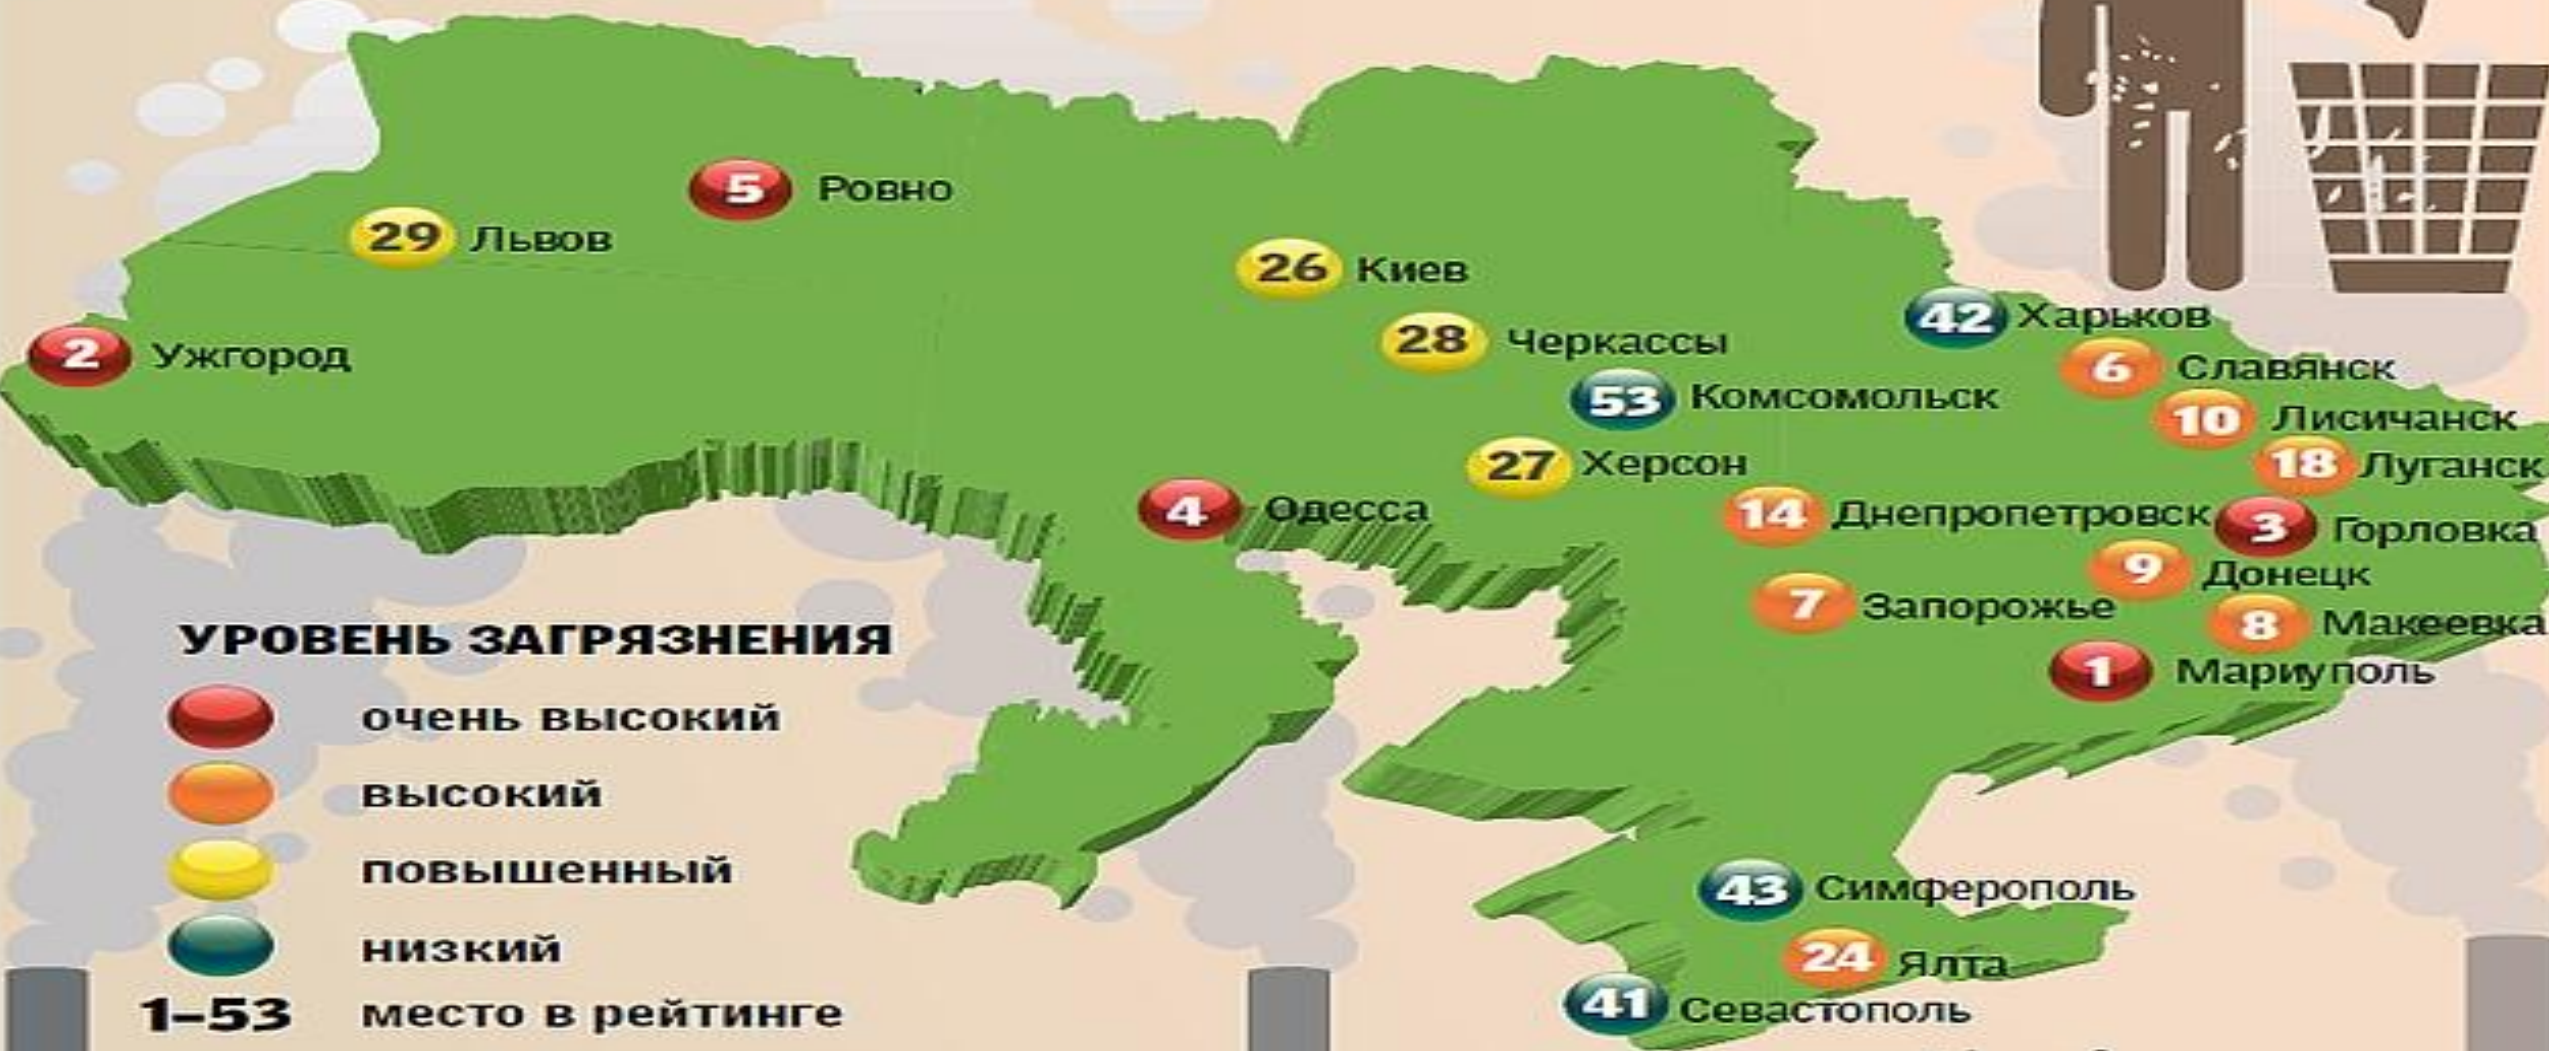 5 Ровно
29 Львов
26 Киев
42 Харьков
28 Черкассы
2 Ужгород
6 Славянск
53 Комсомольск
10 Лисичанск
27 Херсон
18 Луганск
4 Одесса
14 Днепропетровск
3 Горловка
9 Донецк
7 Запорожье
8 Макеевка
1 Мариуполь
УРОВЕНЬ ЗАГРЯЗНЕНИЯ
очень высокий
высокий
повышенный
низкий
1–53 место в рейтинге
43 Симферополь
24 Ялта
41 Севастополь